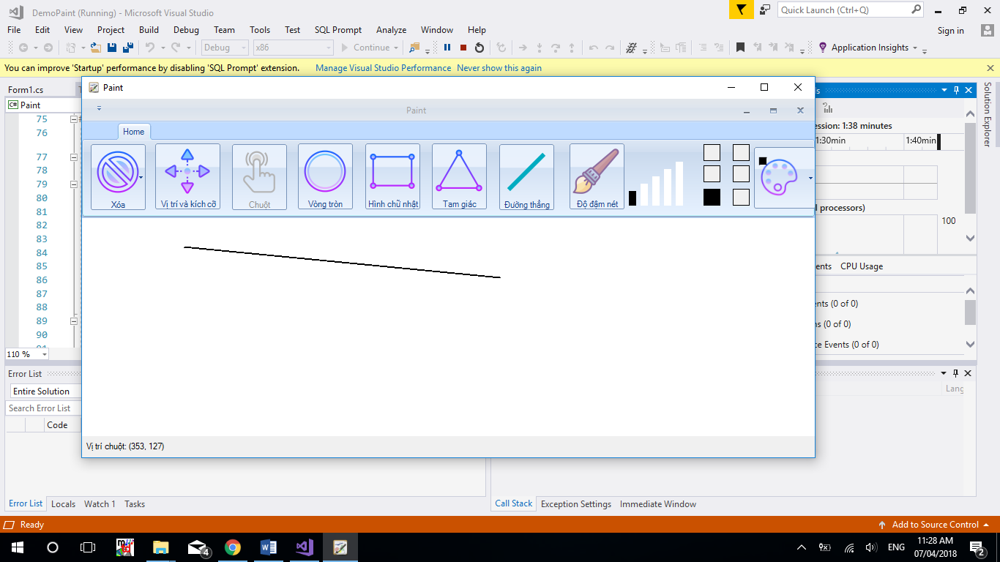 DemoPaint (Running) - Microsoft Visual Studio
Quick Launch (Ctrl+Q)
File Edit View Project Build Debug Team Tools Test SQL Prompt Analyze Window Help
Sign in
Debug x86 Continue Application Insights
You can improve 'Startup' performance by disabling 'SQL Prompt' extension. Manage Visual Studio Performance Never show this again
Form1.cs
Paint
Paint
Paint
Home
Xóa Vị trí và kích cỡ Chuột Vòng tròn Hình chữ nhật Tam giác Đường thẳng Độ đậm nét
75
76
77
78
79
80
81
82
83
84
85
86
87
88
89
90
110 %
Vị trí chuột: (353, 127)
Solution Explorer
ession: 1:38 minutes
1:30min 1:40min
l processors)
100
ents CPU Usage
ents (0 of 0)
ns (0 of 0)
ce Events (0 of 0)
Error List
Entire Solution
Search Error List
Code
Lang
Error List Locals Watch 1 Tasks
Call Stack Exception Settings Immediate Window
Ready
Add to Source Control
4
ENG
11:28 AM
07/04/2018
2